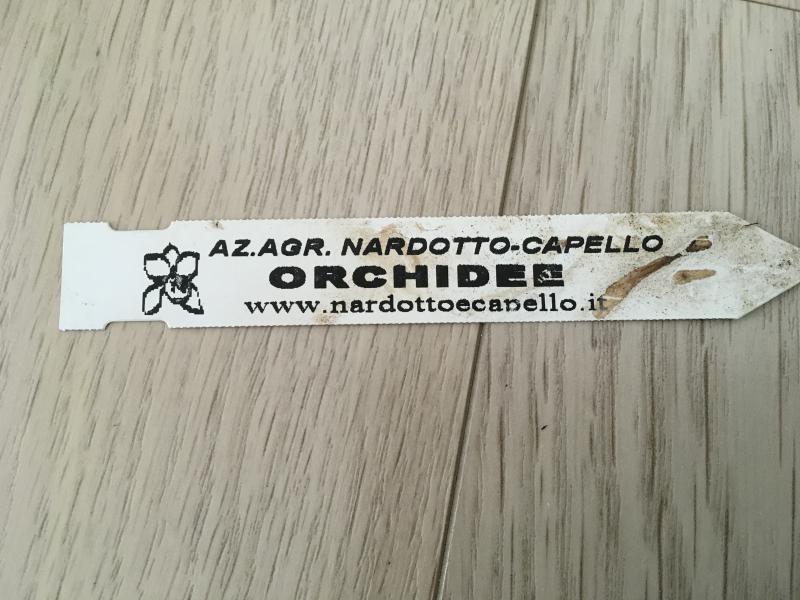 AZ.AGR. NARDOTTO-CAPELLO
ORCHIDEE
www.nardottoecapello.it